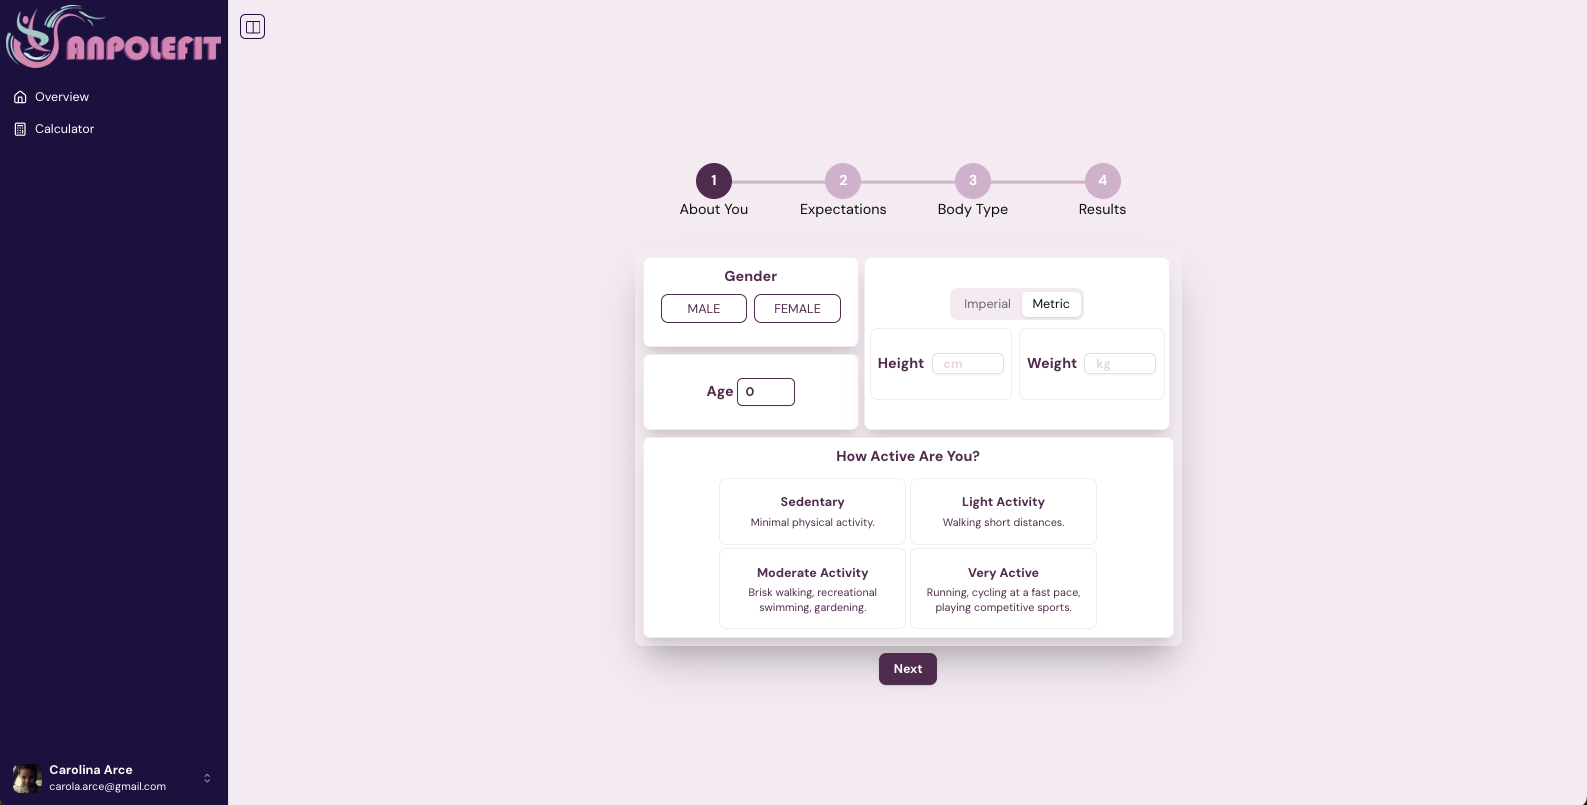 ANPOLEFIT
Overview
Calculator
1
2
3
4
About You
Expectations
Body Type
Results
Gender
MALE
FEMALE
Imperial
Metric
Height
cm
Weight
kg
Age
0
How Active Are You?
Sedentary
Minimal physical activity.
Light Activity
Walking short distances.
Moderate Activity
Brisk walking, recreational
swimming, gardening.
Very Active
Running, cycling at a fast pace,
playing competitive sports.
Next
Carolina Arce
carola.arce@gmail.com